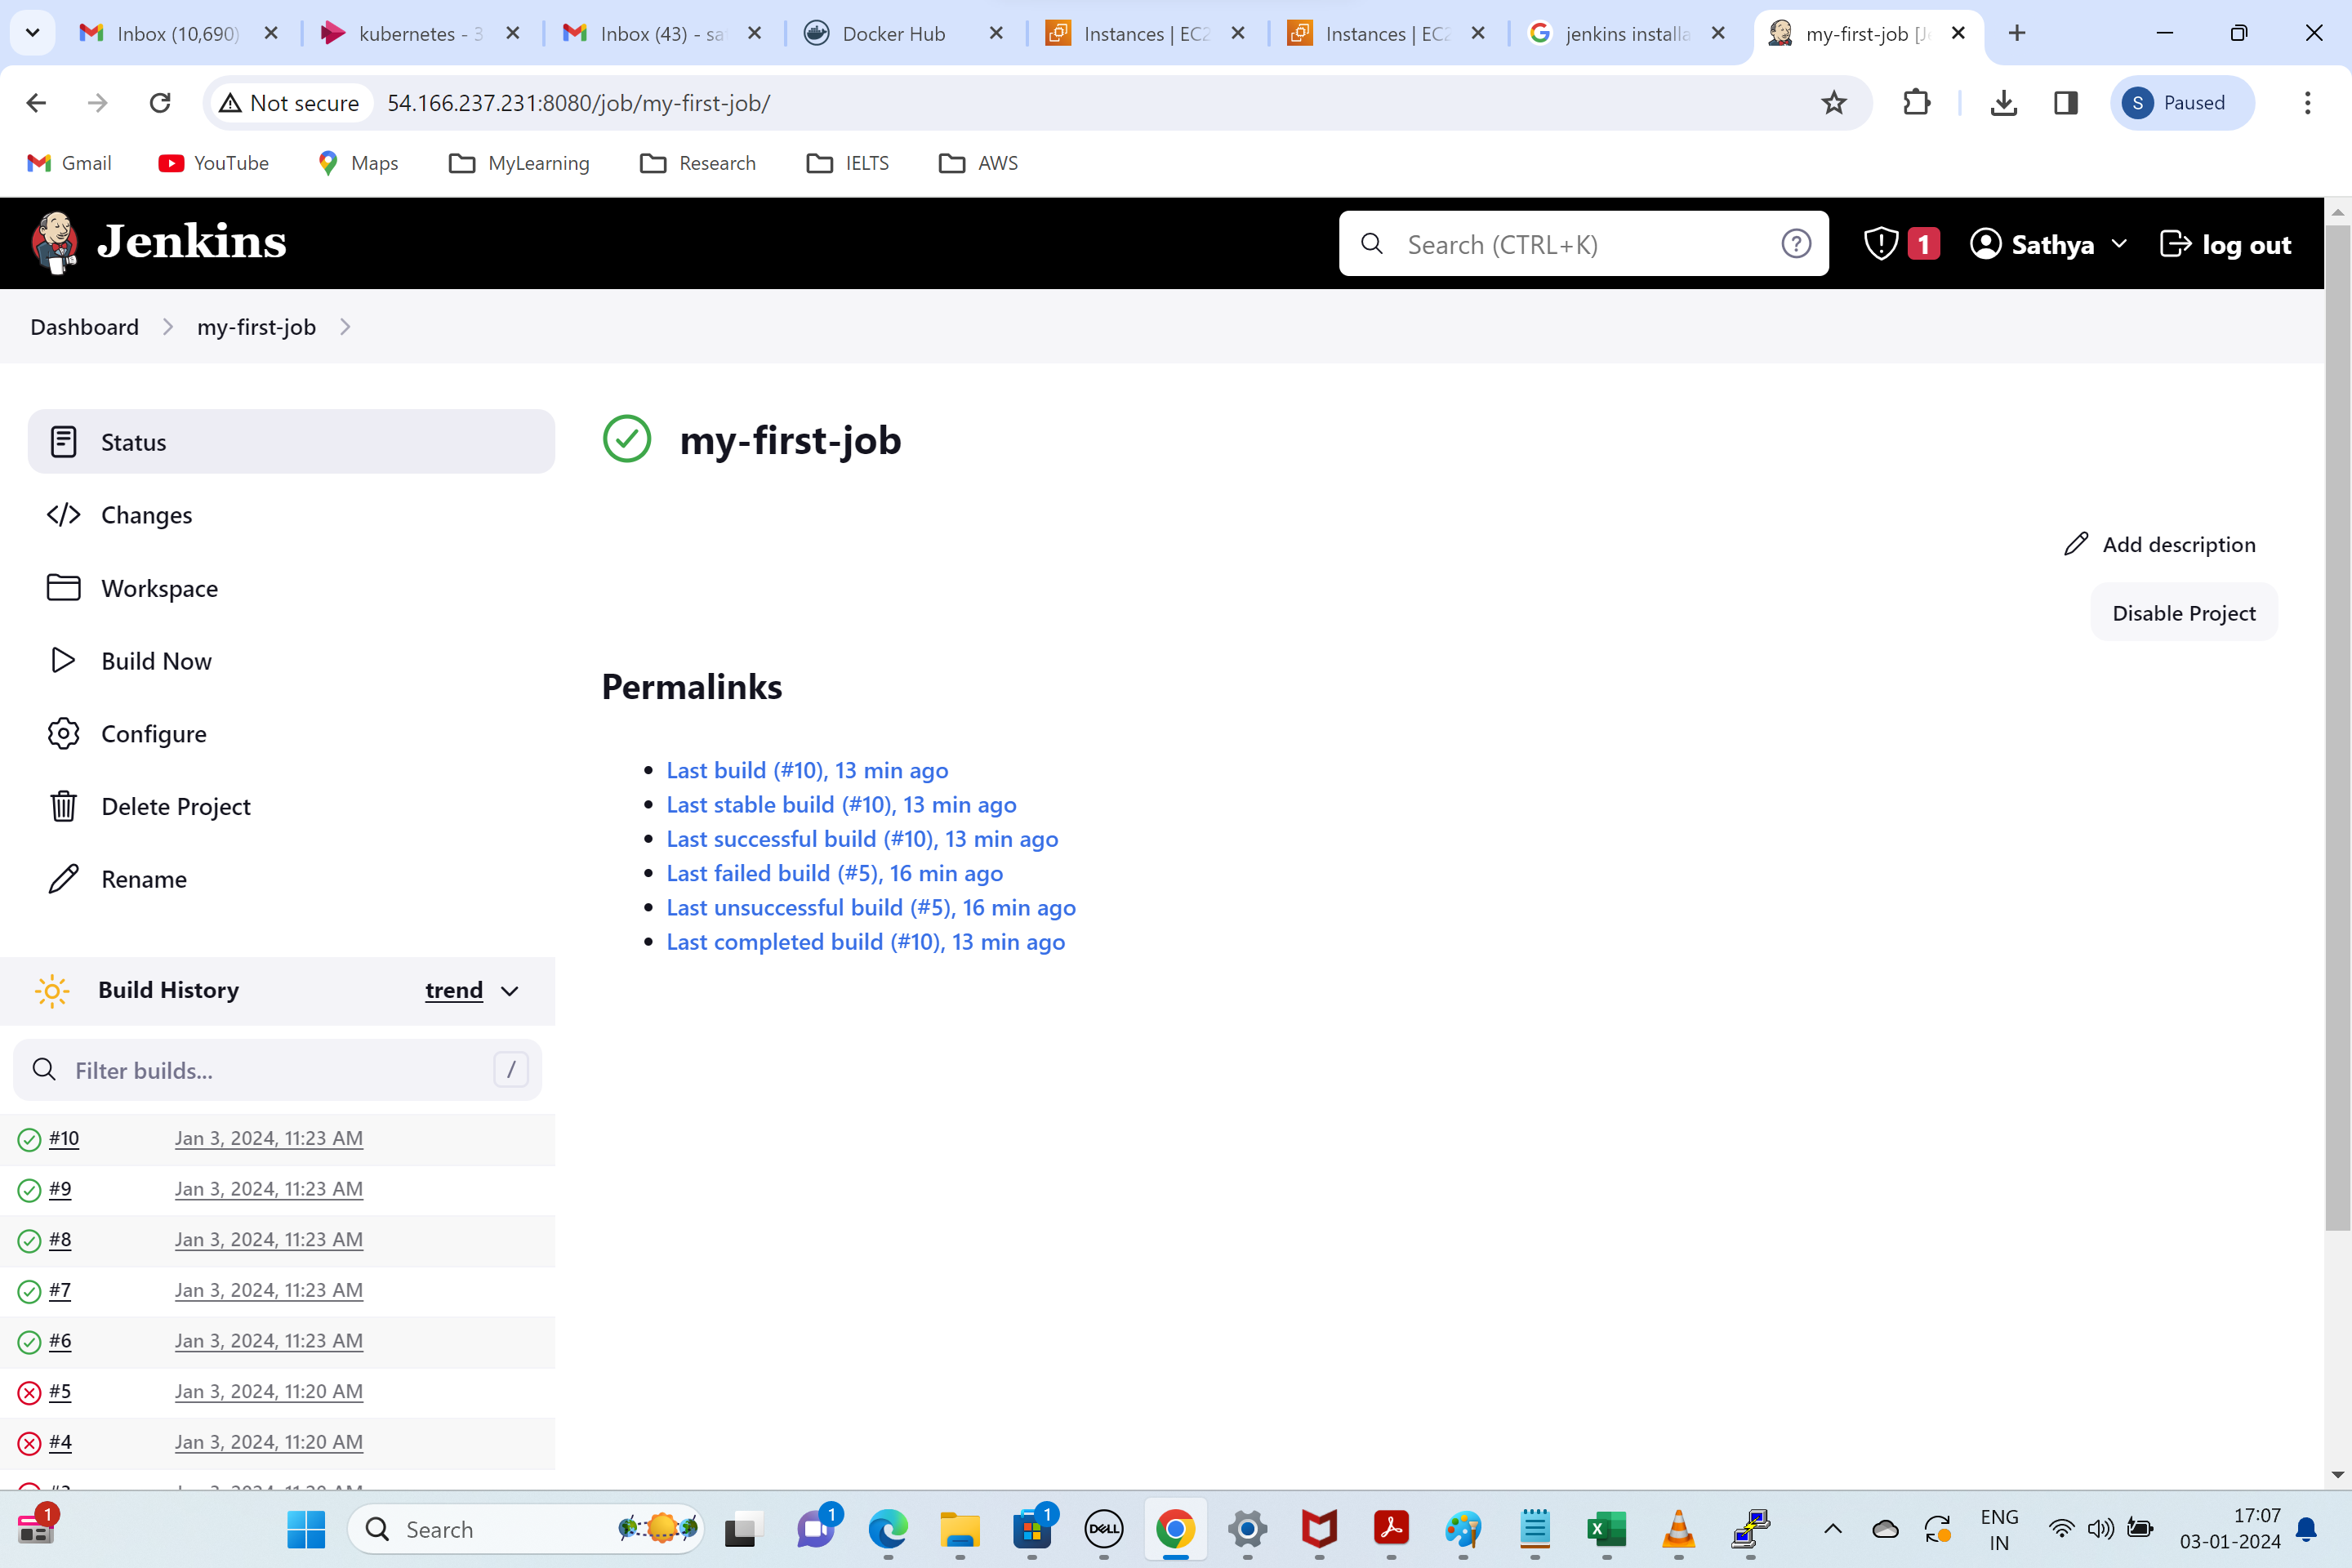 Inbox (10,690) kubernetes - 3 Inbox (43) - sa Docker Hub Instances | EC2 Instances | EC2 jenkins installa my-first-job [Je
Not secure 54.166.237.231:8080/job/my-first-job/ S Paused
Gmail YouTube Maps MyLearning Research IELTS AWS
Jenkins Search (CTRL+K) ? 1 Sathya log out
Dashboard my-first-job
Status
my-first-job
Changes
Add description
Workspace
Disable Project
Build Now
Permalinks
Configure
Last build (#10), 13 min ago
Last stable build (#10), 13 min ago
Delete Project
Last successful build (#10), 13 min ago
Last failed build (#5), 16 min ago
Rename
Last unsuccessful build (#5), 16 min ago
Last completed build (#10), 13 min ago
Build History trend
Filter builds... /
#10 Jan 3, 2024, 11:23 AM
#9 Jan 3, 2024, 11:23 AM
#8 Jan 3, 2024, 11:23 AM
#7 Jan 3, 2024, 11:23 AM
#6 Jan 3, 2024, 11:23 AM
#5 Jan 3, 2024, 11:20 AM
#4 Jan 3, 2024, 11:20 AM
1 Search 1 1 DELL ENG
IN
17:07
03-01-2024